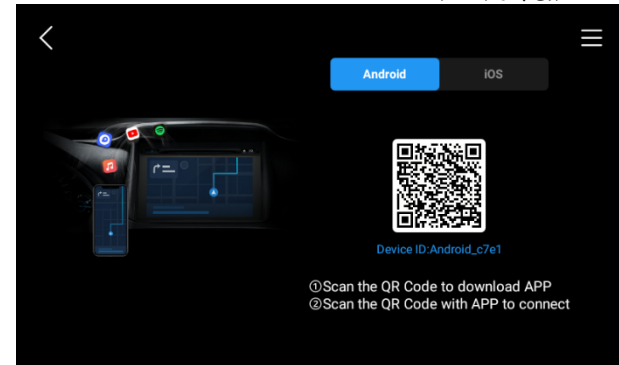 Android
iOS
Device ID:Android_c7e1
①Scan the QR Code to download APP
②Scan the QR Code with APP to connect